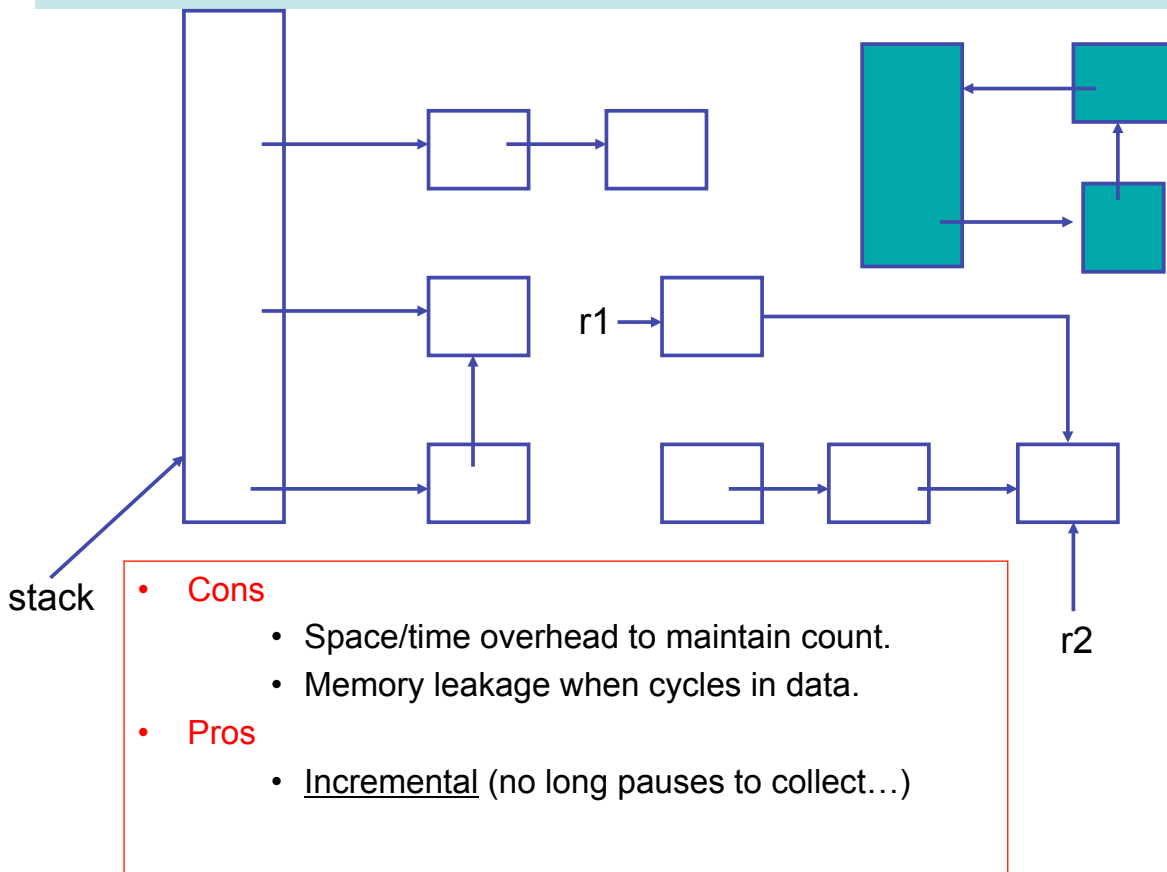 r1
stack
r2
• Cons
• Space/time overhead to maintain count.
• Memory leakage when cycles in data.
• Pros
• Incremental (no long pauses to collect…)